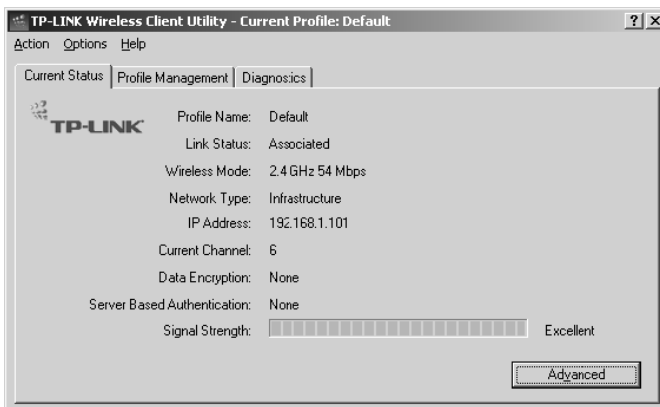 TP-LINK Wireless Client Utility - Current Profile: Default
Action Options Help
Current Status Profile Management Diagnostics
TP-LINK
Profile Name: Default
Link Status: Associated
Wireless Mode: 2.4 GHz 54 Mbps
Network Type: Infrastructure
IP Address: 192.168.1.101
Current Channel: 6
Data Encryption: None
Server Based Authentication: None
Signal Strength: Excellent
Advanced